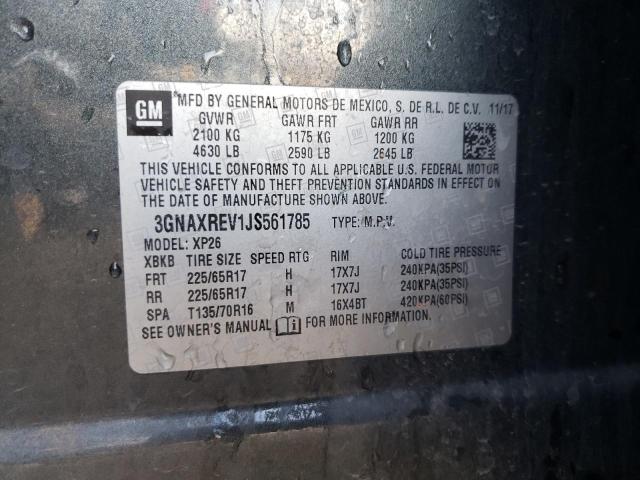 GM *MFD BY GENERAL MOTORS DE MEXICO, S. DE R.L. DE C.V. 11/17
GVWR GAWR FRT GAWR RR
2100 KG 1175 KG 1200 KG
4630 LB 2590 LB 2645 LB
THIS VEHICLE CONFORMS TO ALL APPLICABLE U.S. FEDERAL MOTOR
VEHICLE SAFETY AND THEFT PREVENTION STANDARDS IN EFFECT ON
THE DATE OF MANUFACTURE SHOWN ABOVE.
3GNAXREV1JS561785 TYPE: M.P.V.
MODEL: XP26
XBKB TIRE SIZE SPEED RTG RIM COLD TIRE PRESSURE
FRT 225/65R17 H 17X7J 240KPA(35PSI)
RR 225/65R17 H 17X7J 240KPA(35PSI)
SPA T135/70R16 M 16X4BT 420KPA(60PSI)
SEE OWNER'S MANUAL FOR MORE INFORMATION.